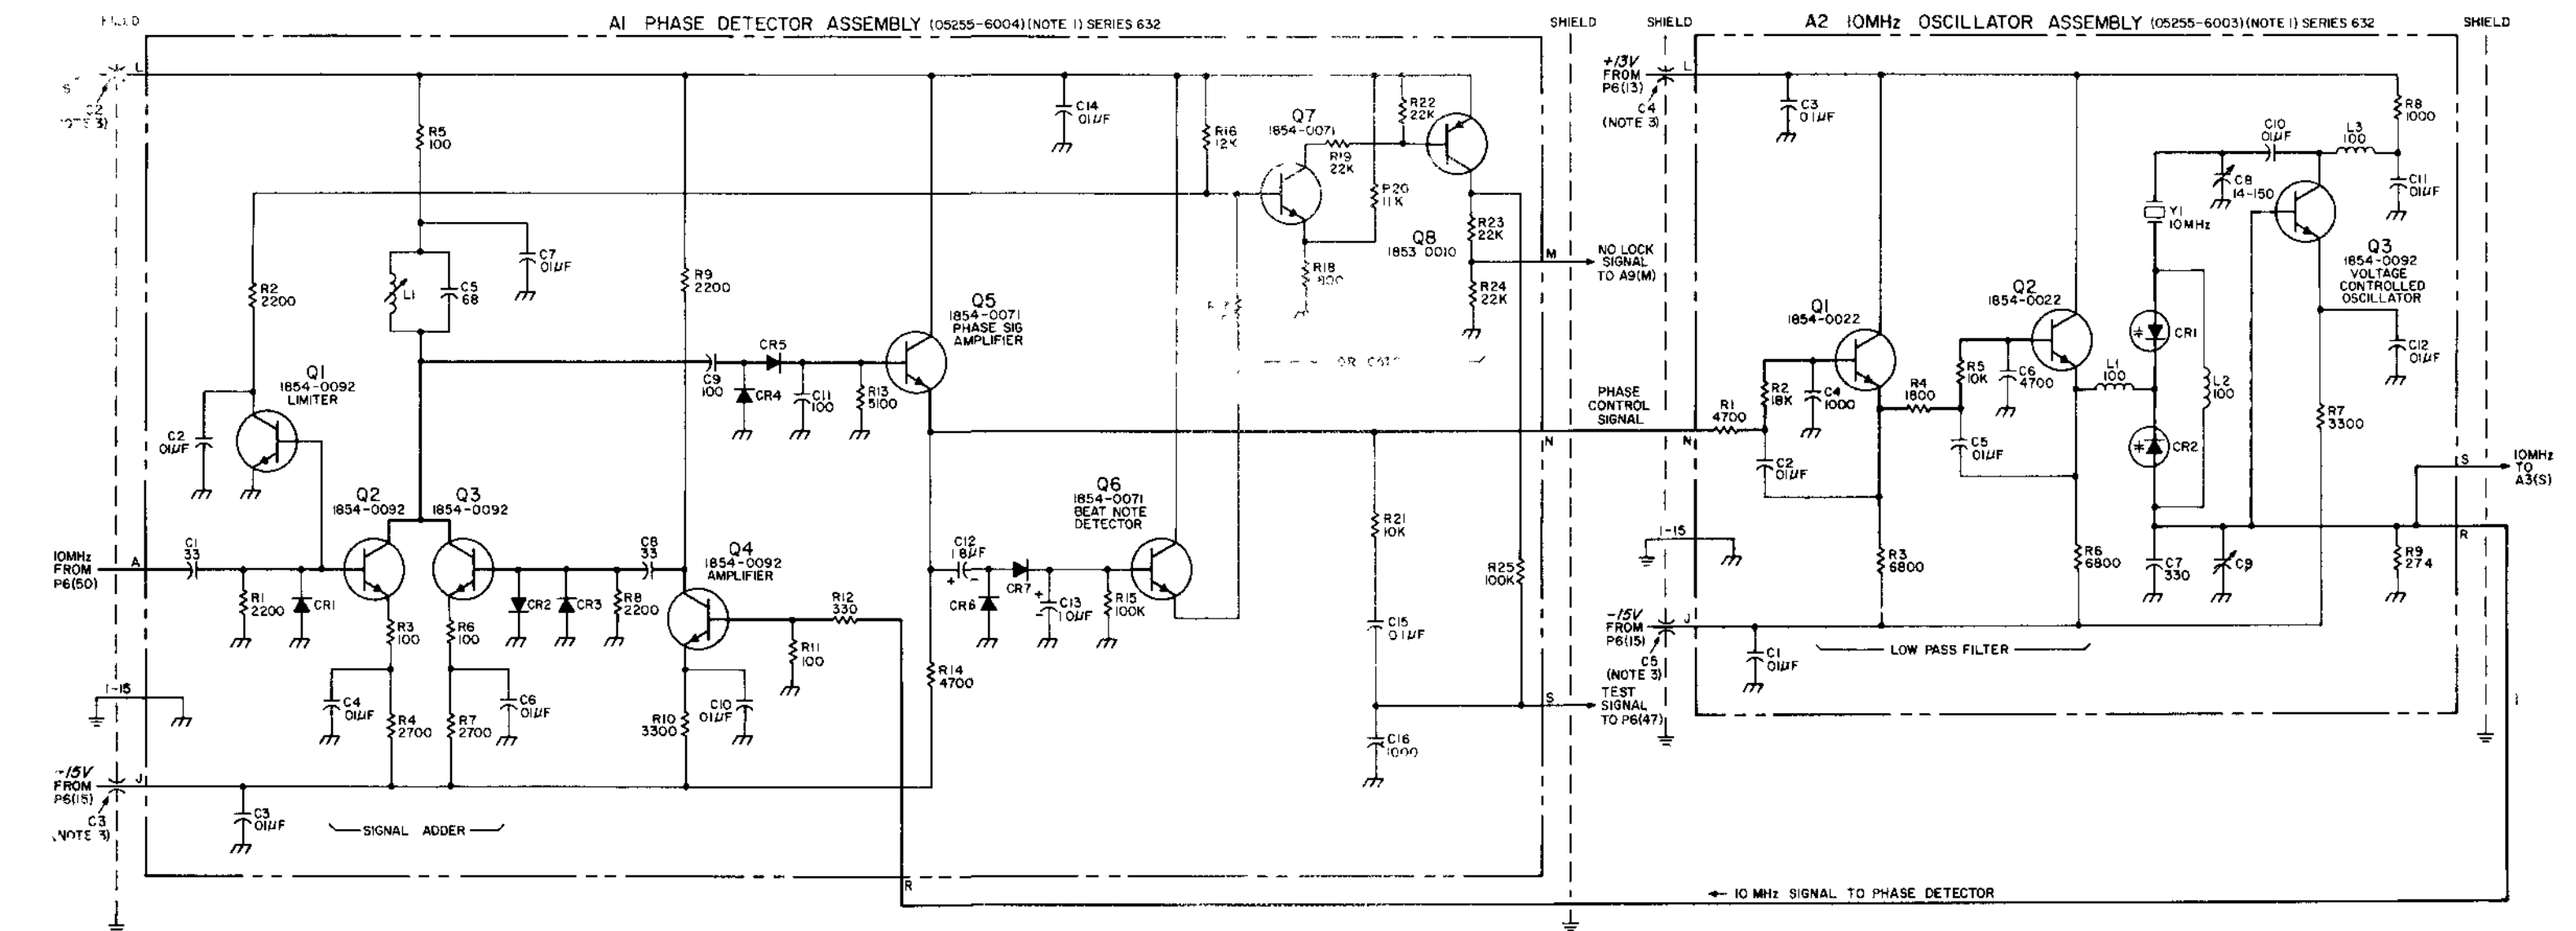 A1 PHASE DETECTOR ASSEMBLY (05255-6004)(NOTE 1) SERIES 632
SHIELD
SHIELD
A2 10MHz OSCILLATOR ASSEMBLY (05255-6003)(NOTE 1) SERIES 632
SHIELD
L
C2
3)
R5
100
C14
.01µF
R16
12K
Q7
1854-0071
R19
22K
R22
22K
R20
11K
R23
22K
Q8
1853-0010
R24
22K
R18
M
NO LOCK
SIGNAL
TO A9(M)
R2
2200
L1
C5
68
C7
.01µF
R9
2200
Q5
1854-0071
PHASE SIG
AMPLIFIER
CR5
C9
100
CR4
C11
100
R13
5100
Q1
1854-0092
LIMITER
C2
.01µF
Q2
1854-0092
Q3
1854-0092
10MHz
FROM
P6(50)
A
C1
33
R1
2200
CR1
R3
100
R6
100
CR2
CR3
R8
2200
C8
33
Q4
1854-0092
AMPLIFIER
R12
330
R11
100
C4
.01µF
R4
2700
R7
2700
C6
.01µF
R10
3300
C10
.01µF
R14
4700
1-15
-15V
FROM
P6(15)
J
C3
(NOTE 3)
C3
.01µF
SIGNAL ADDER
Q6
1854-0071
BEAT NOTE
DETECTOR
C12
1.8µF
+
-
CR6
CR7
+
-
C13
1.0µF
R15
100K
R21
10K
C15
0.1µF
C16
1000
R25
100K
S
TEST
SIGNAL
TO P6(47)
N
PHASE
CONTROL
SIGNAL
N
R
+13V
FROM
P6(13)
L
C4
(NOTE 3)
C3
.01µF
R1
4700
R2
18K
C4
1000
C2
.01µF
Q1
1854-0022
R4
1800
R5
10K
C6
4700
C5
.01µF
Q2
1854-0022
L1
100
R3
6800
R6
6800
1-15
-15V
FROM
P6(15)
J
C5
(NOTE 3)
C1
.01µF
LOW PASS FILTER
Y1
10MHz
CR1
L2
100
CR2
C7
330
C9
C8
14-150
C10
.01µF
L3
100
R8
1000
C11
.01µF
Q3
1854-0092
VOLTAGE
CONTROLLED
OSCILLATOR
C12
.01µF
R7
3300
R9
274
S
10MHz
TO
A3(S)
R
← 10 MHz SIGNAL TO PHASE DETECTOR